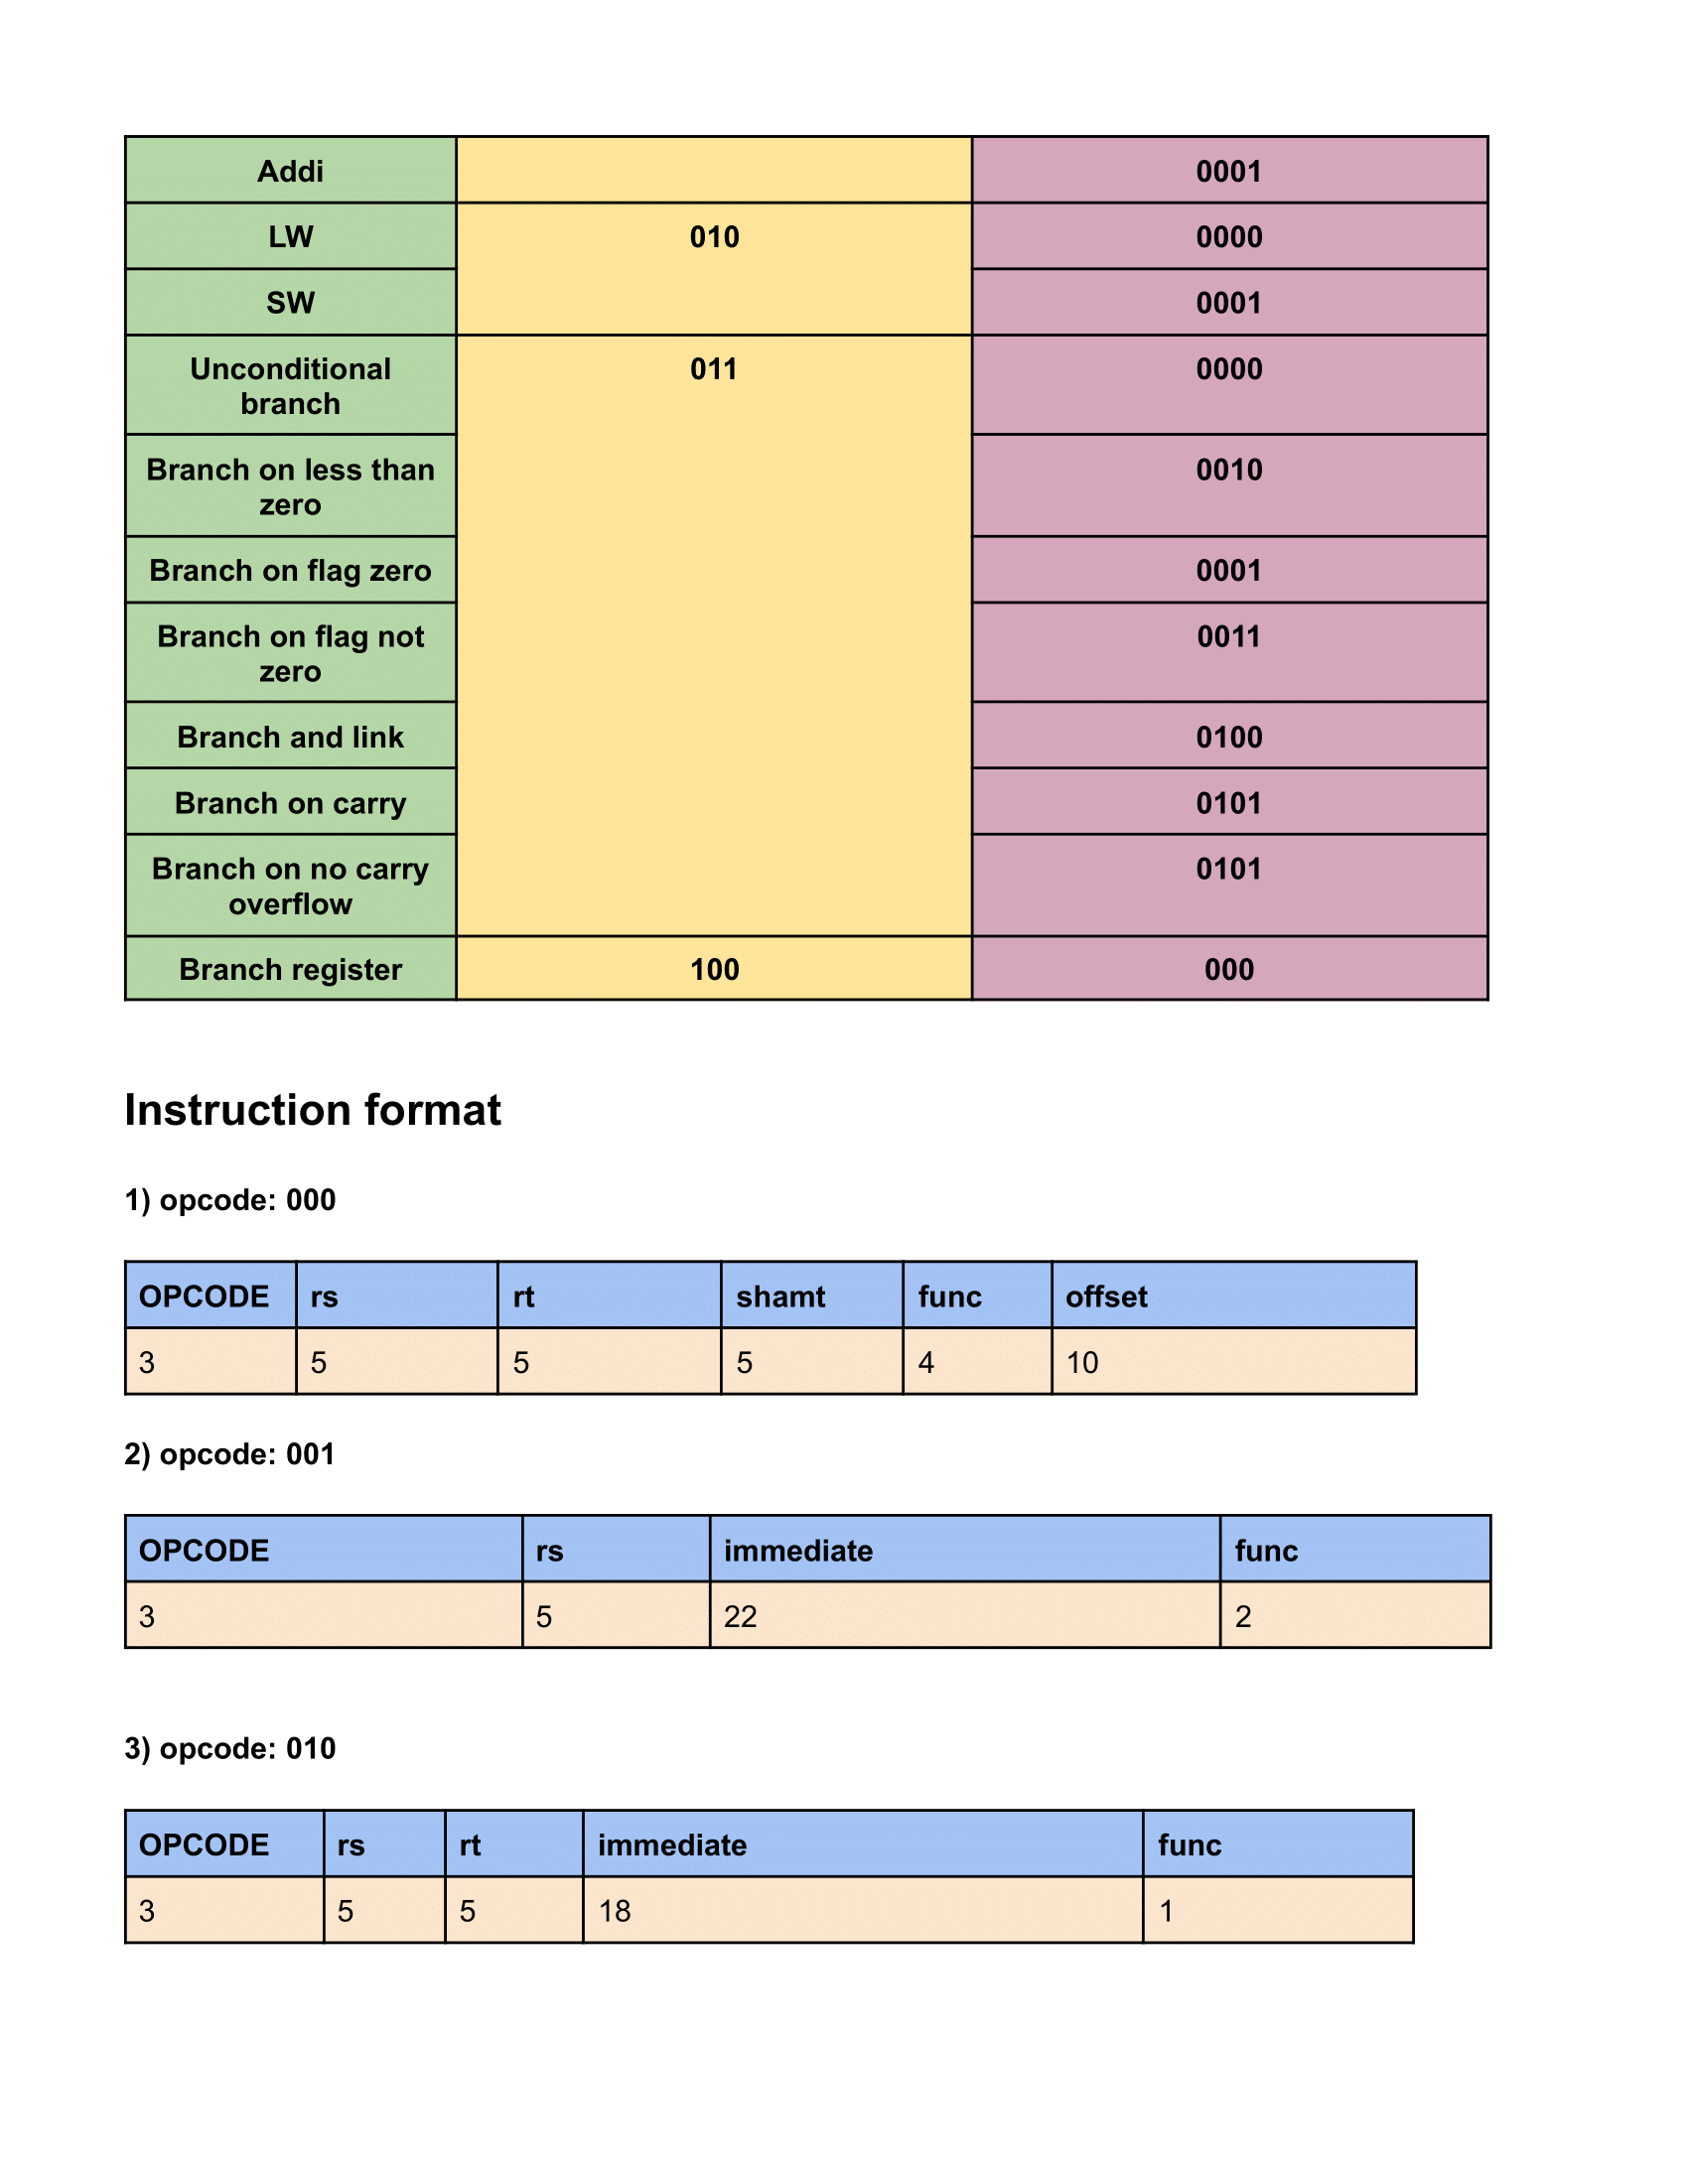 Addi 0001
LW 010 0000
SW 0001
Unconditional 011 0000
branch
Branch on less than 0010
zero
Branch on flag zero 0001
Branch on flag not 0011
zero
Branch and link 0100
Branch on carry 0101
Branch on no carry 0101
overflow
Branch register 100 000
Instruction format
1) opcode: 000
OPCODE rs rt shamt func offset
3 5 5 5 4 10
2) opcode: 001
OPCODE rs immediate func
3 5 22 2
3) opcode: 010
OPCODE rs rt immediate func
3 5 5 18 1